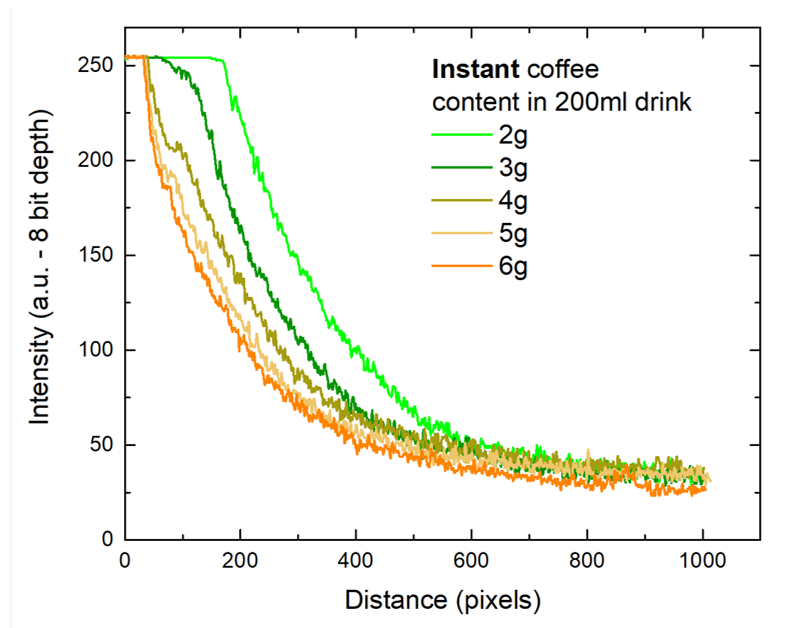 Instant coffee
content in 200ml drink
2g
3g
4g
5g
6g
250
200
150
100
50
0
0 200 400 600 800 1000
Intensity (a.u. - 8 bit depth)
Distance (pixels)